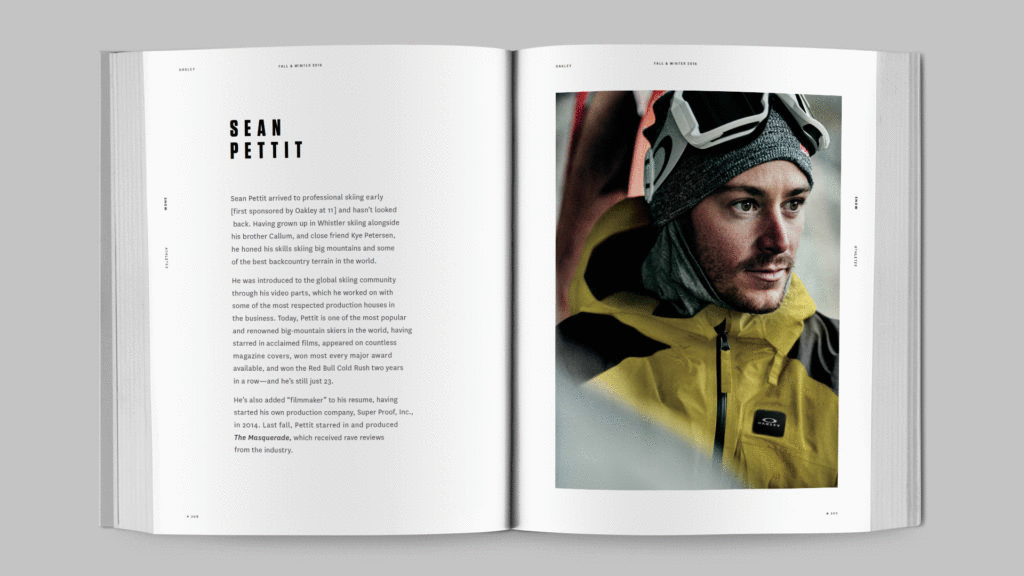 OAKLEY
FALL & WINTER 2016
SEAN
PETTIT
Sean Pettit arrived to professional skiing early
[first sponsored by Oakley at 11] and hasn't looked
back. Having grown up in Whistler skiing alongside
his brother Callum, and close friend Kye Petersen,
he honed his skills skiing big mountains and some
of the best backcountry terrain in the world.
He was introduced to the global skiing community
through his video parts, which he worked on with
some of the most respected production houses in
the business. Today, Pettit is one of the most popular
and renowned big-mountain skiers in the world, having
starred in acclaimed films, appeared on countless
magazine covers, won most every major award
available, and won the Red Bull Cold Rush two years
in a row—and he's still just 23.
He's also added "filmmaker" to his resume, having
started his own production company, Super Proof, Inc.,
in 2014. Last fall, Pettit starred in and produced
The Masquerade, which received rave reviews
from the industry.
SNOW
ATHLETES
OAKLEY
FALL & WINTER 2016
OAKLEY
SNOW
ATHLETES